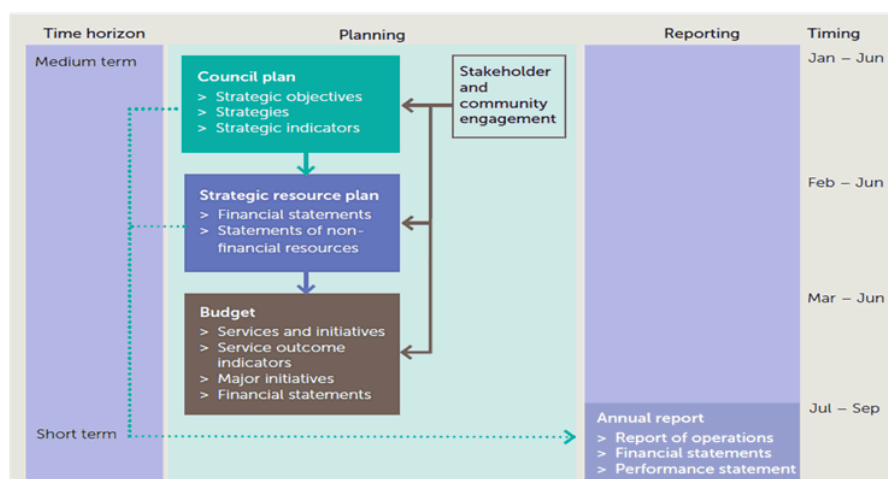 Time horizon
Planning
Reporting
Timing
Medium term
Jan – Jun
Council plan
> Strategic objectives
> Strategies
> Strategic indicators
Stakeholder
and
community
engagement
Feb – Jun
Strategic resource plan
> Financial statements
> Statements of non-
financial resources
Mar – Jun
Budget
> Services and initiatives
> Service outcome
indicators
> Major initiatives
> Financial statements
Jul – Sep
Short term
Annual report
> Report of operations
> Financial statements
> Performance statement